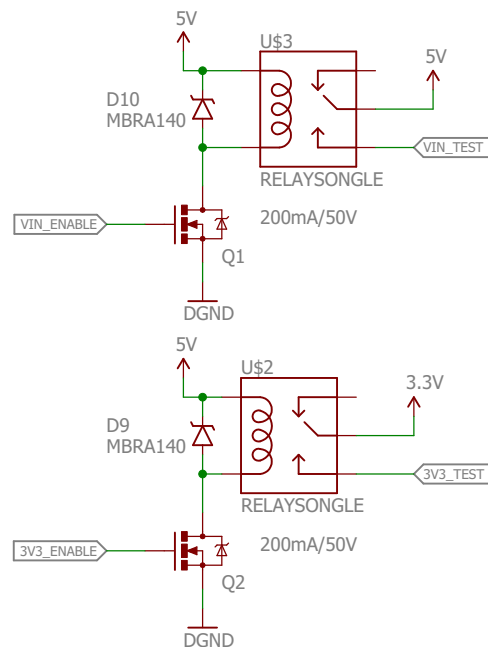 5V
U$3
5V
D10
MBRA140
VIN_TEST
RELAYSONGLE
VIN_ENABLE
200mA/50V
Q1
DGND
5V
U$2
3.3V
D9
MBRA140
3V3_TEST
RELAYSONGLE
3V3_ENABLE
200mA/50V
Q2
DGND